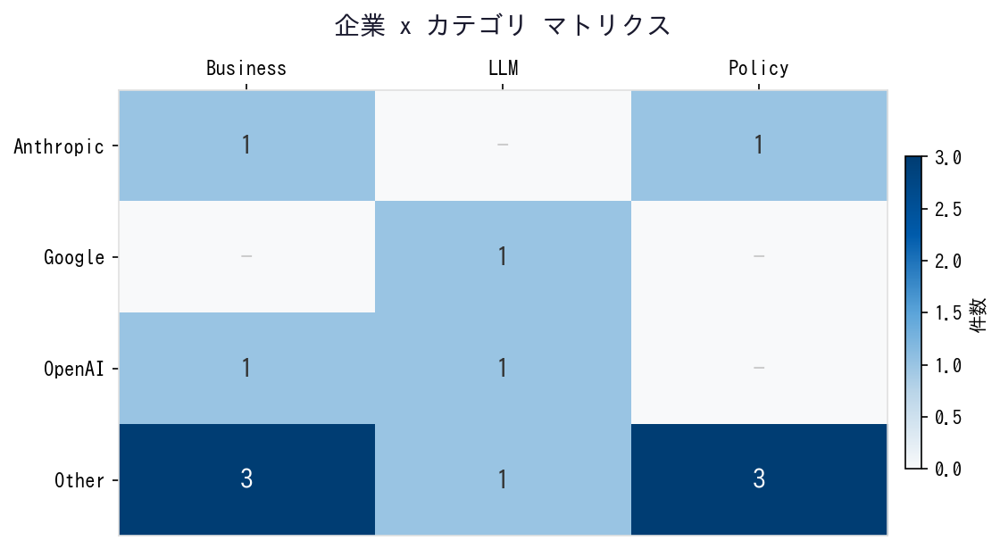 企業 x カテゴリ マトリクス
Business LLM Policy
Anthropic 1 – 1
Google – 1 –
OpenAI 1 1 –
Other 3 1 3
3.0
2.5
2.0
1.5
1.0
0.5
0.0
件数